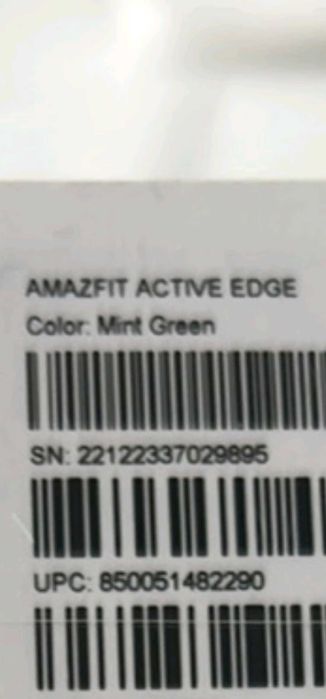 AMAZFIT ACTIVE EDGE
Color: Mint Green
SN: 22122337029895
UPC: 850051482290